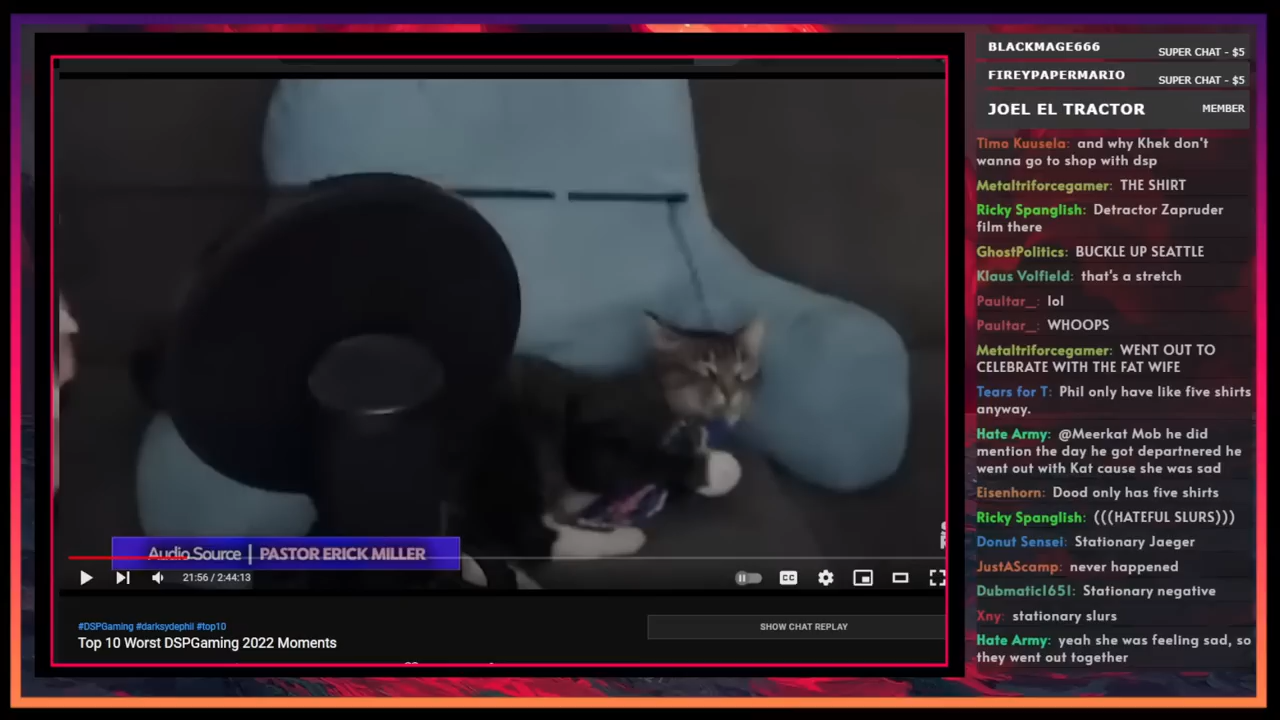 BLACKMAGE666
SUPER CHAT - $5
FIREYPAPERMARIO
SUPER CHAT - $5
JOEL EL TRACTOR
MEMBER
Timo Kuusela: and why Khek don't
wanna go to shop with dsp
Metaltriforcegamer: THE SHIRT
Ricky Spanglish: Detractor Zapruder
film there
GhostPolitics: BUCKLE UP SEATTLE
Klaus Volfield: that's a stretch
Paultar_: lol
Paultar_: WHOOPS
Metaltriforcegamer: WENT OUT TO
CELEBRATE WITH THE FAT WIFE
Tears for T: Phil only have like five shirts
anyway.
Hate Army: @Meerkat Mob he did
mention the day he got departnered he
went out with Kat cause she was sad
Eisenhorn: Dood only has five shirts
Ricky Spanglish: (((HATEFUL SLURS)))
Donut Sensei: Stationary Jaeger
JustAScamp: never happened
Dubmatic1651: Stationary negative
Xny: stationary slurs
Hate Army: yeah she was feeling sad, so
they went out together
Audio Source | PASTOR ERICK MILLER
21:56 / 2:44:13
CC
#DSPGaming #darksydephil #top10
Top 10 Worst DSPGaming 2022 Moments
SHOW CHAT REPLAY